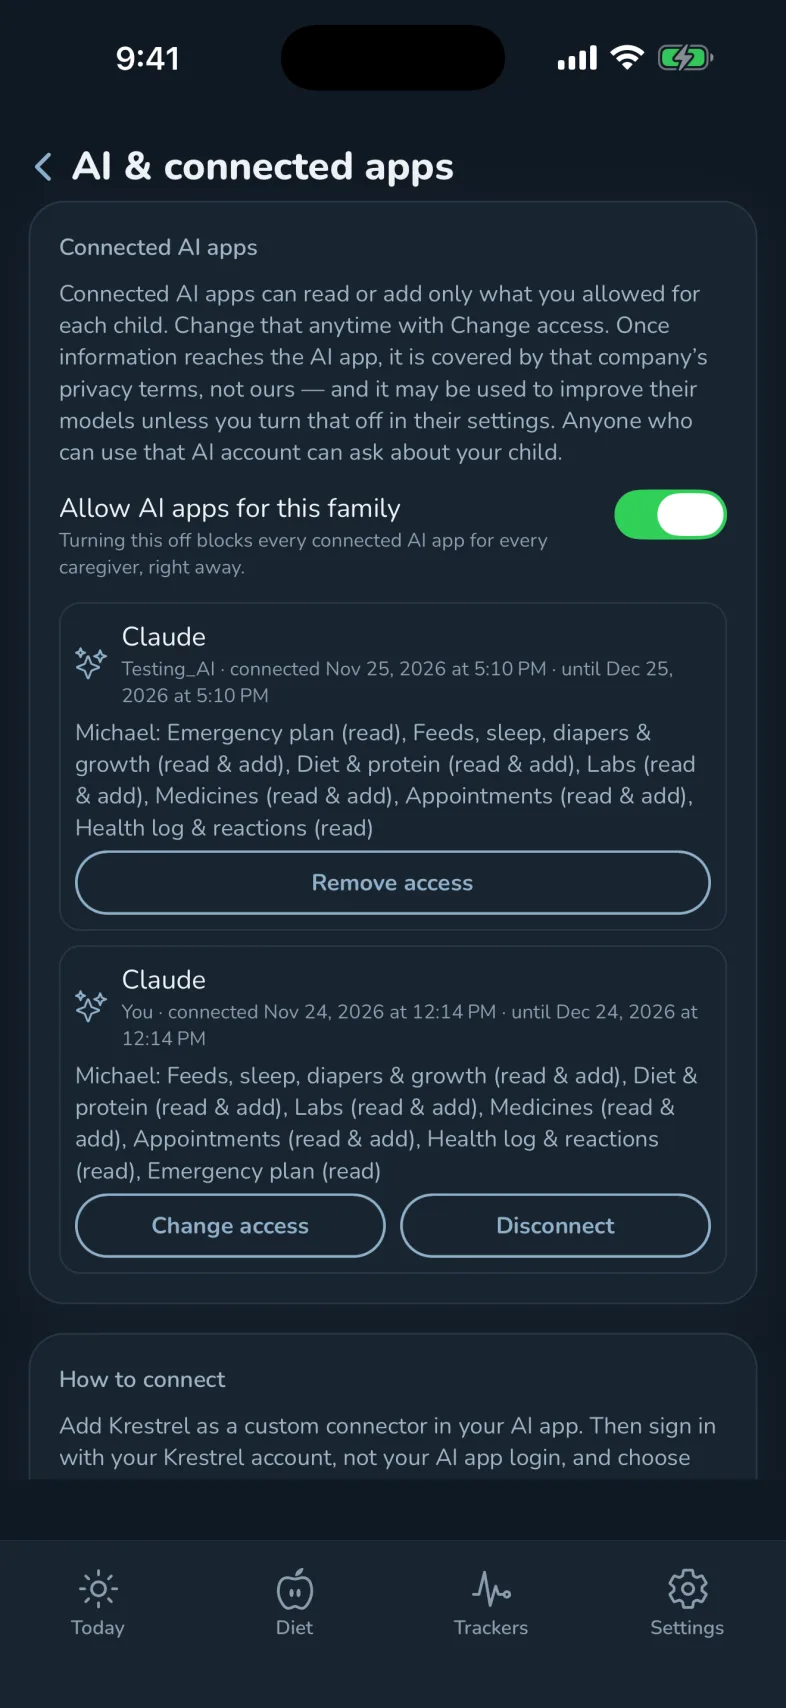 9:41
AI & connected apps
Connected AI apps
Connected AI apps can read or add only what you allowed for
each child. Change that anytime with Change access. Once
information reaches the AI app, it is covered by that company’s
privacy terms, not ours — and it may be used to improve their
models unless you turn that off in their settings. Anyone who
can use that AI account can ask about your child.
Allow AI apps for this family
Turning this off blocks every connected AI app for every
caregiver, right away.
Claude
Testing_AI · connected Nov 25, 2026 at 5:10 PM · until Dec 25,
2026 at 5:10 PM
Michael: Emergency plan (read), Feeds, sleep, diapers &
growth (read & add), Diet & protein (read & add), Labs (read
& add), Medicines (read & add), Appointments (read & add),
Health log & reactions (read)
Remove access
Claude
You · connected Nov 24, 2026 at 12:14 PM · until Dec 24, 2026 at
12:14 PM
Michael: Feeds, sleep, diapers & growth (read & add), Diet &
protein (read & add), Labs (read & add), Medicines (read &
add), Appointments (read & add), Health log & reactions
(read), Emergency plan (read)
Change access
Disconnect
How to connect
Add Krestrel as a custom connector in your AI app. Then sign in
with your Krestrel account, not your AI app login, and choose
Today
Diet
Trackers
Settings